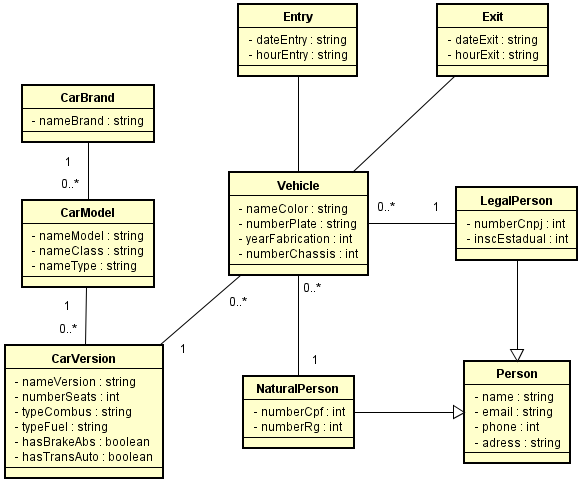 Entry
- dateEntry : string
- hourEntry : string
Exit
- dateExit : string
- hourExit : string
CarBrand
- nameBrand : string
1
0..*
CarModel
- nameModel : string
- nameClass : string
- nameType : string
1
0..*
Vehicle
- nameColor : string
- numberPlate : string
- yearFabrication : int
- numberChassis : int
0..*
1
LegalPerson
- numberCnpj : int
- inscEstadual : int
0..*
1
0..*
1
CarVersion
- nameVersion : string
- numberSeats : int
- typeCombus : string
- typeFuel : string
- hasBrakeAbs : boolean
- hasTransAuto : boolean
NaturalPerson
- numberCpf : int
- numberRg : int
Person
- name : string
- email : string
- phone : int
- adress : string